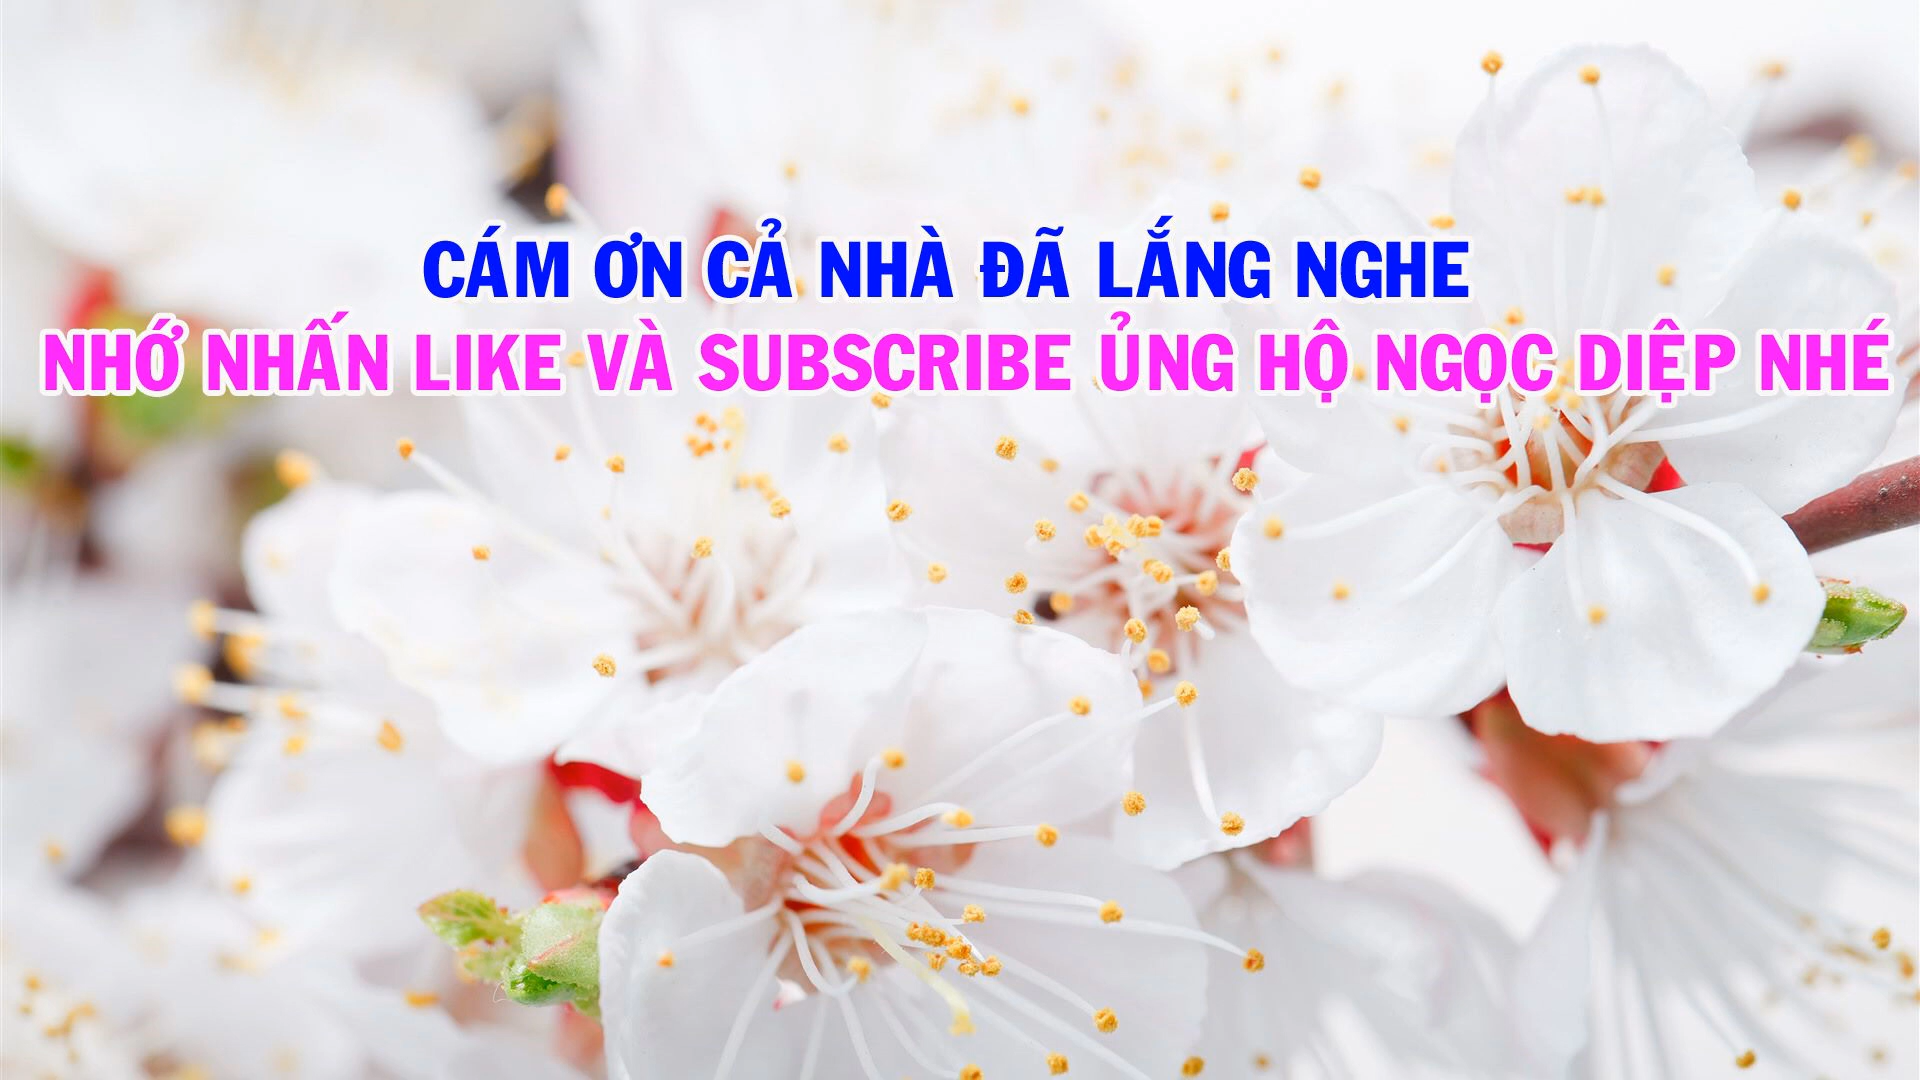 CÁM ƠN CẢ NHÀ ĐÃ LẮNG NGHE
NHỚ NHẤN LIKE VÀ SUBSCRIBE ỦNG HỘ NGỌC DIỆP NHÉ